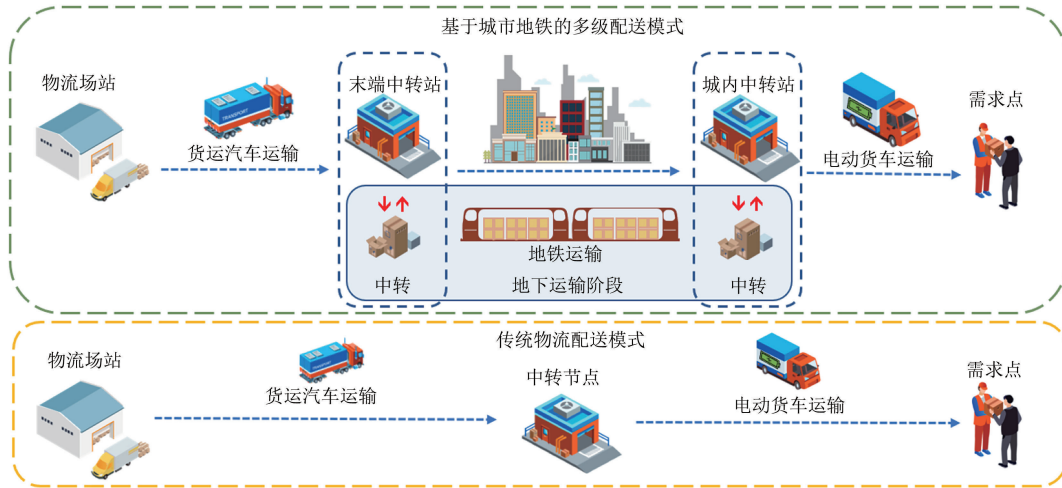 基于城市地铁的多级配送模式
物流场站
末端中转站
城内中转站
需求点
TRANSPORT
货运汽车运输
电动货车运输
地铁运输
中转
地下运输阶段
中转
传统物流配送模式
物流场站
中转节点
需求点
货运汽车运输
电动货车运输